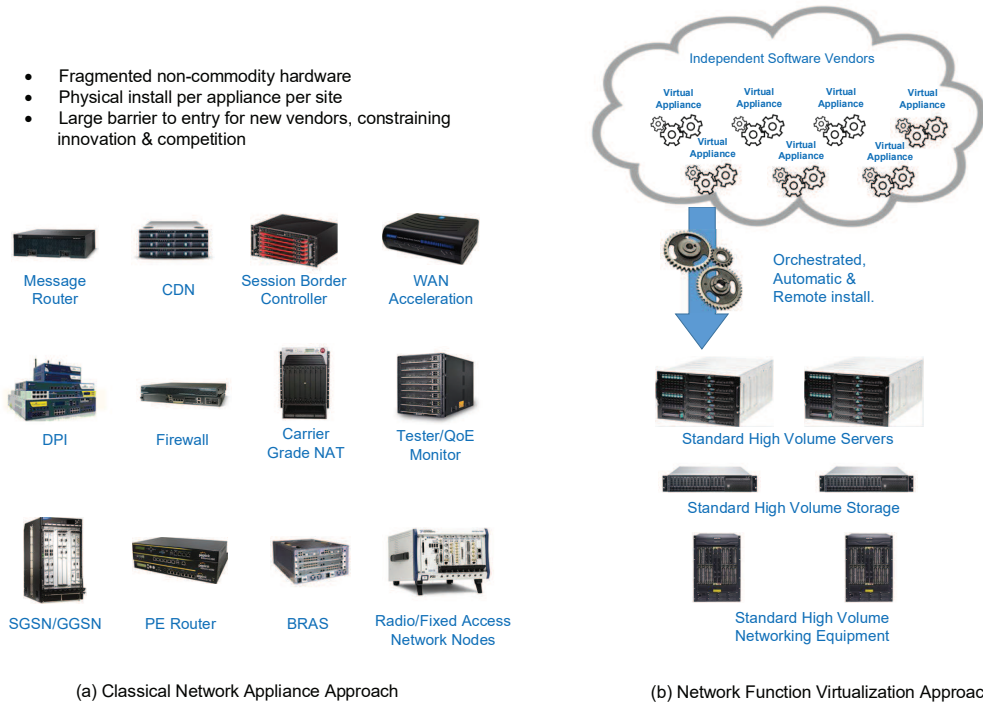 • Fragmented non-commodity hardware
• Physical install per appliance per site
• Large barrier to entry for new vendors, constraining
innovation & competition
Message
Router
CDN
Session Border
Controller
WAN
Acceleration
DPI
Firewall
Carrier
Grade NAT
Tester/QoE
Monitor
SGSN/GGSN
PE Router
BRAS
Radio/Fixed Access
Network Nodes
(a) Classical Network Appliance Approach
Independent Software Vendors
Virtual
Appliance
Virtual
Appliance
Virtual
Appliance
Virtual
Appliance
Virtual
Appliance
Virtual
Appliance
Virtual
Appliance
Orchestrated,
Automatic &
Remote install.
Standard High Volume Servers
Standard High Volume Storage
Standard High Volume
Networking Equipment
(b) Network Function Virtualization Approac